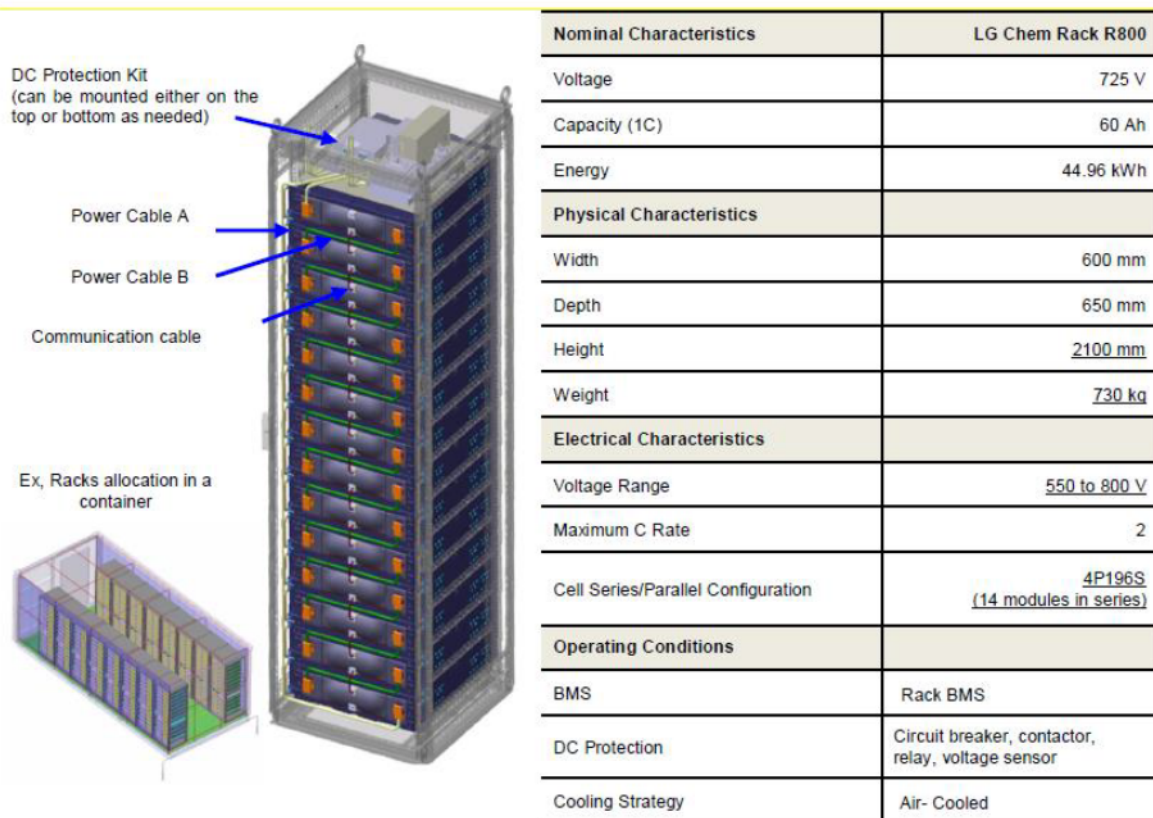 DC Protection Kit
(can be mounted either on the
top or bottom as needed)
Power Cable A
Power Cable B
Communication cable
Ex, Racks allocation in a
container
Nominal Characteristics LG Chem Rack R800
Voltage 725 V
Capacity (1C) 60 Ah
Energy 44.96 kWh
Physical Characteristics
Width 600 mm
Depth 650 mm
Height 2100 mm
Weight 730 kg
Electrical Characteristics
Voltage Range 550 to 800 V
Maximum C Rate 2
Cell Series/Parallel Configuration 4P196S
(14 modules in series)
Operating Conditions
BMS Rack BMS
DC Protection Circuit breaker, contactor,
relay, voltage sensor
Cooling Strategy Air- Cooled